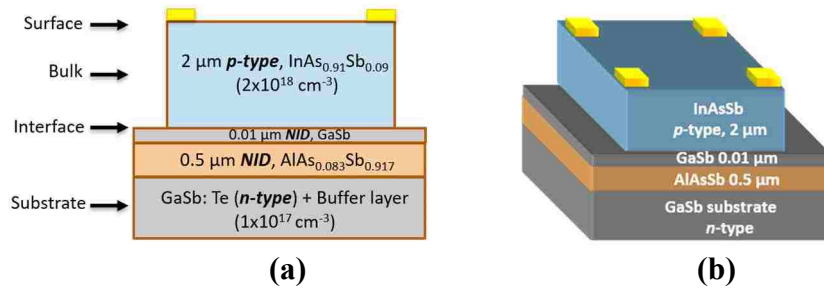 Surface
Bulk
Interface
Substrate
2 µm p-type, InAs0.91Sb0.09
(2x10^18 cm^-3)
0.01 µm NID, GaSb
0.5 µm NID, AlAs0.083Sb0.917
GaSb: Te (n-type) + Buffer layer
(1x10^17 cm^-3)
(a)
InAsSb
p-type, 2 µm
GaSb 0.01 µm
AlAsSb 0.5 µm
GaSb substrate
n-type
(b)